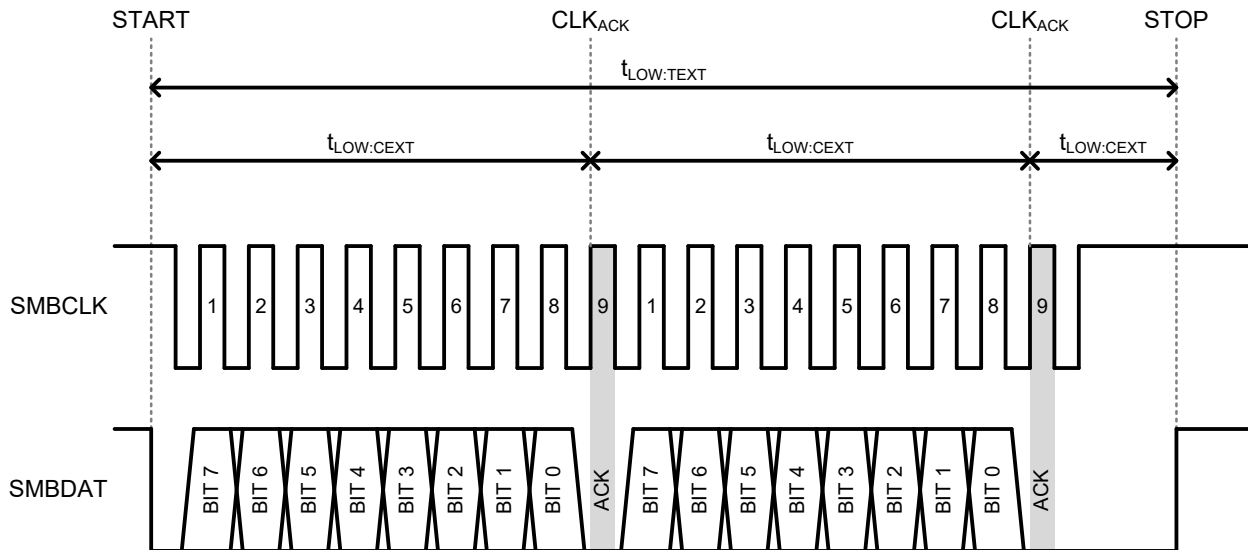 START CLKACK CLKACK STOP
tLOW:TEXT
tLOW:CEXT tLOW:CEXT tLOW:CEXT
SMBCLK 1 2 3 4 5 6 7 8 9 1 2 3 4 5 6 7 8 9
SMBDAT BIT 7 BIT 6 BIT 5 BIT 4 BIT 3 BIT 2 BIT 1 BIT 0 ACK BIT 7 BIT 6 BIT 5 BIT 4 BIT 3 BIT 2 BIT 1 BIT 0 ACK